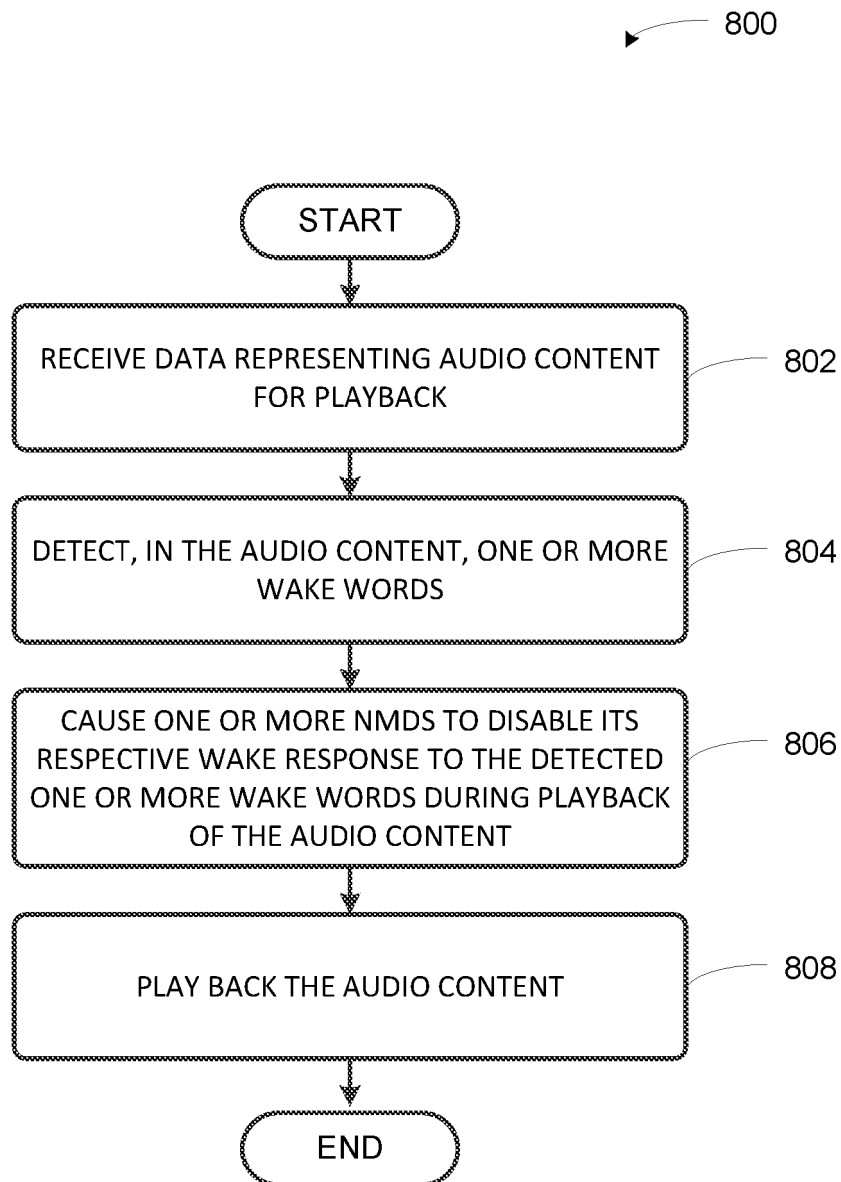 800
START
RECEIVE DATA REPRESENTING AUDIO CONTENT
FOR PLAYBACK
802
DETECT, IN THE AUDIO CONTENT, ONE OR MORE
WAKE WORDS
804
CAUSE ONE OR MORE NMDS TO DISABLE ITS
RESPECTIVE WAKE RESPONSE TO THE DETECTED
ONE OR MORE WAKE WORDS DURING PLAYBACK
OF THE AUDIO CONTENT
806
PLAY BACK THE AUDIO CONTENT
808
END